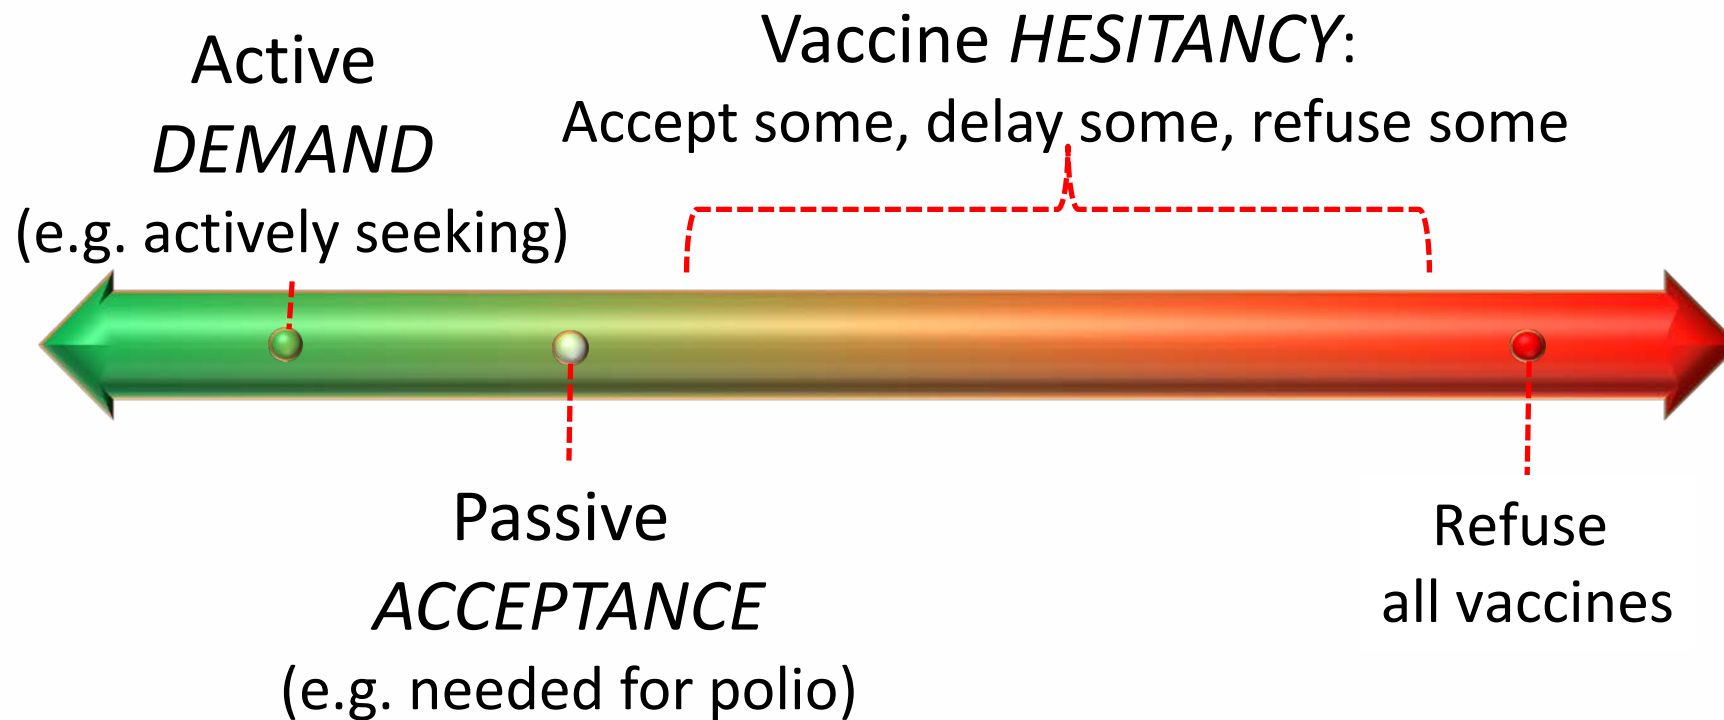 Active
DEMAND
(e.g. actively seeking)
Vaccine HESITANCY:
Accept some, delay some, refuse some
Passive
ACCEPTANCE
(e.g. needed for polio)
Refuse
all vaccines